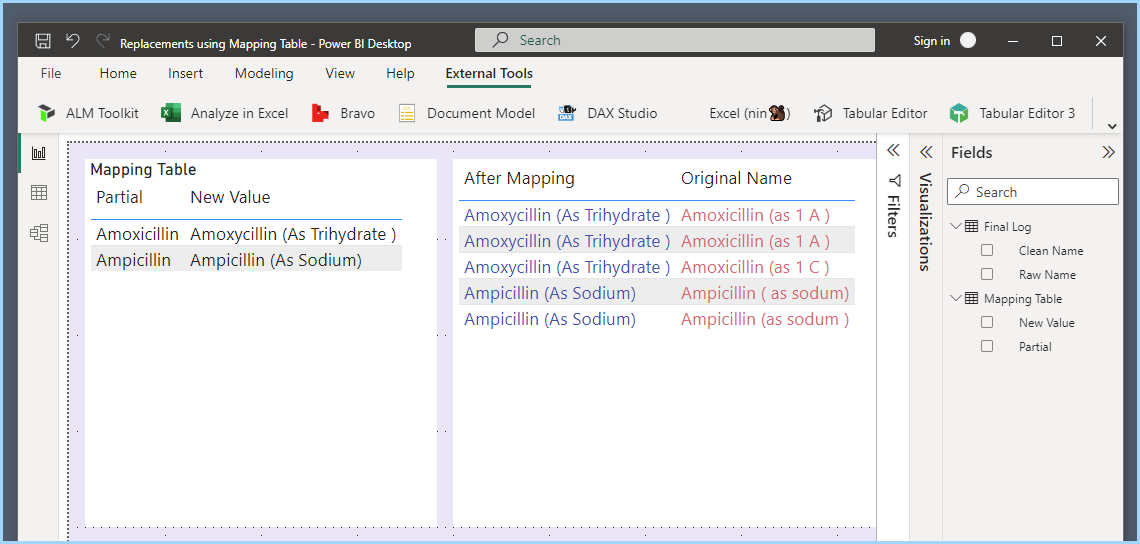 Replacements using Mapping Table - Power BI Desktop
Search
Sign in
File Home Insert Modeling View Help External Tools
ALM Toolkit Analyze in Excel Bravo Document Model DAX Studio Excel (nin ) Tabular Editor Tabular Editor 3
DAX
Mapping Table
Partial New Value
Amoxicillin Amoxycillin (As Trihydrate )
Ampicillin Ampicillin (As Sodium)
After Mapping Original Name
Amoxycillin (As Trihydrate ) Amoxicillin (as 1 A )
Amoxycillin (As Trihydrate ) Amoxicillin (as 1 A )
Amoxycillin (As Trihydrate ) Amoxicillin (as 1 C )
Ampicillin (As Sodium) Ampicillin ( as sodum)
Ampicillin (As Sodium) Ampicillin (as sodum )
Filters
Visualizations
Fields
Search
Final Log
Clean Name
Raw Name
Mapping Table
New Value
Partial